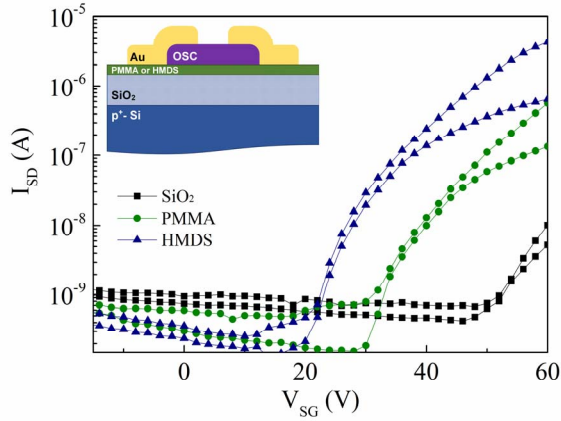 10⁻⁵
10⁻⁶
10⁻⁷
10⁻⁸
10⁻⁹
I_SD (A)
Au
OSC
PMMA or HMDS
SiO₂
p⁺- Si
SiO₂
PMMA
HMDS
0 20 40 60
V_SG (V)